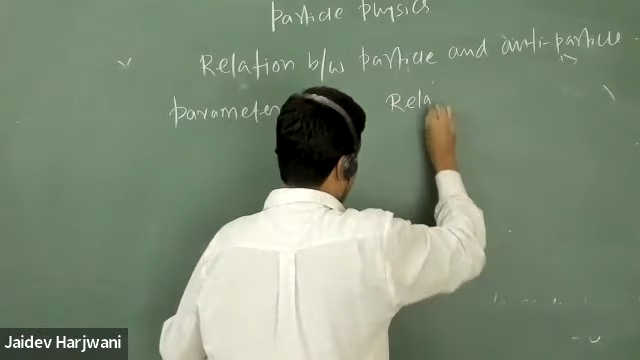 Particle Physics
Relation b/w particle and anti-particle
parameter Rela
Jaidev Harjwani